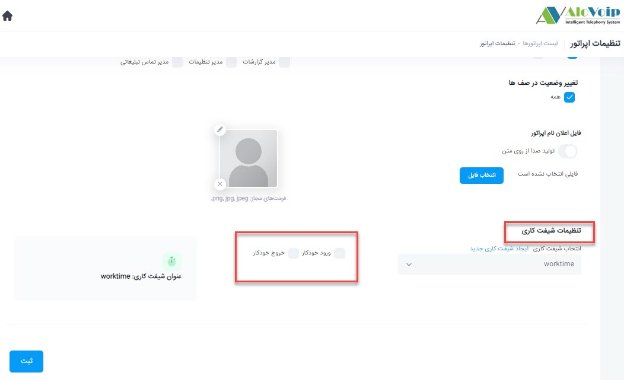 AloVoip
Intelligent Telephony System
تنظیمات اپراتور | لیست اپراتورها - تنظیمات اپراتور
مدیر گزارشات مدیر تنظیمات مدیر تماس تبلیغاتی
تغییر وضعیت در صف ها
همه
فایل اعلان نام اپراتور
تولید صدا از روی متن
فایلی انتخاب نشده است
انتخاب فایل
فرمت‌های مجاز: png, jpg, jpeg.
تنظیمات شیفت کاری
انتخاب شیفت کاری ایجاد شیفت کاری جدید
worktime
ورود خودکار خروج خودکار
عنوان شیفت کاری: worktime
ثبت